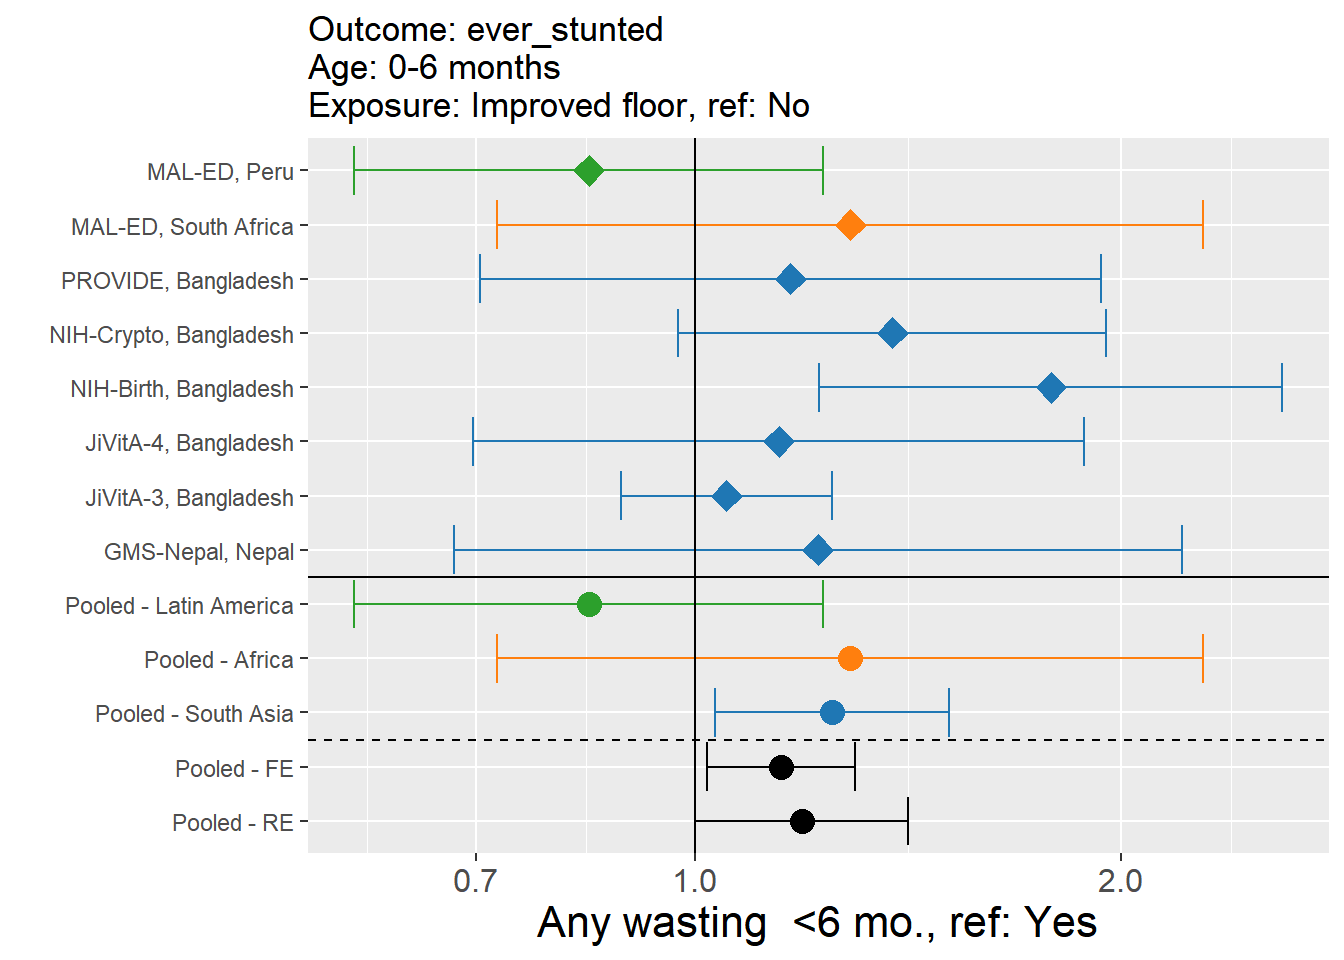 Outcome: ever_stunted
Age: 0-6 months
Exposure: Improved floor, ref: No
MAL-ED, Peru
MAL-ED, South Africa
PROVIDE, Bangladesh
NIH-Crypto, Bangladesh
NIH-Birth, Bangladesh
JiVitA-4, Bangladesh
JiVitA-3, Bangladesh
GMS-Nepal, Nepal
Pooled - Latin America
Pooled - Africa
Pooled - South Asia
Pooled - FE
Pooled - RE
0.7 1.0 2.0
Any wasting  <6 mo., ref: Yes